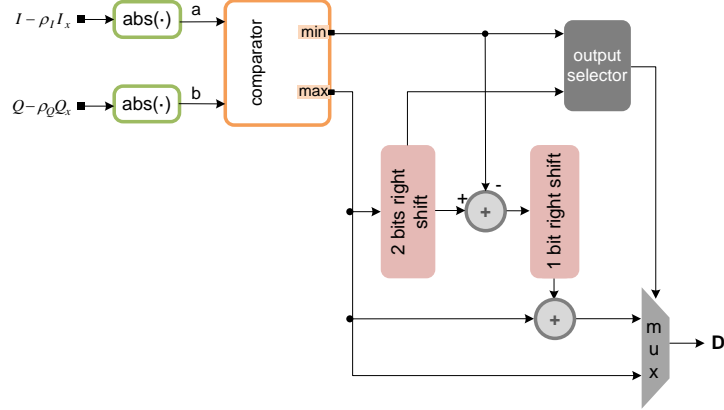 I − ρ_I I_x
abs(·)
a
Q − ρ_Q Q_x
abs(·)
b
comparator
min
max
output
selector
2 bits right
shift
+
-
+
1 bit right shift
+
m
u
x
D